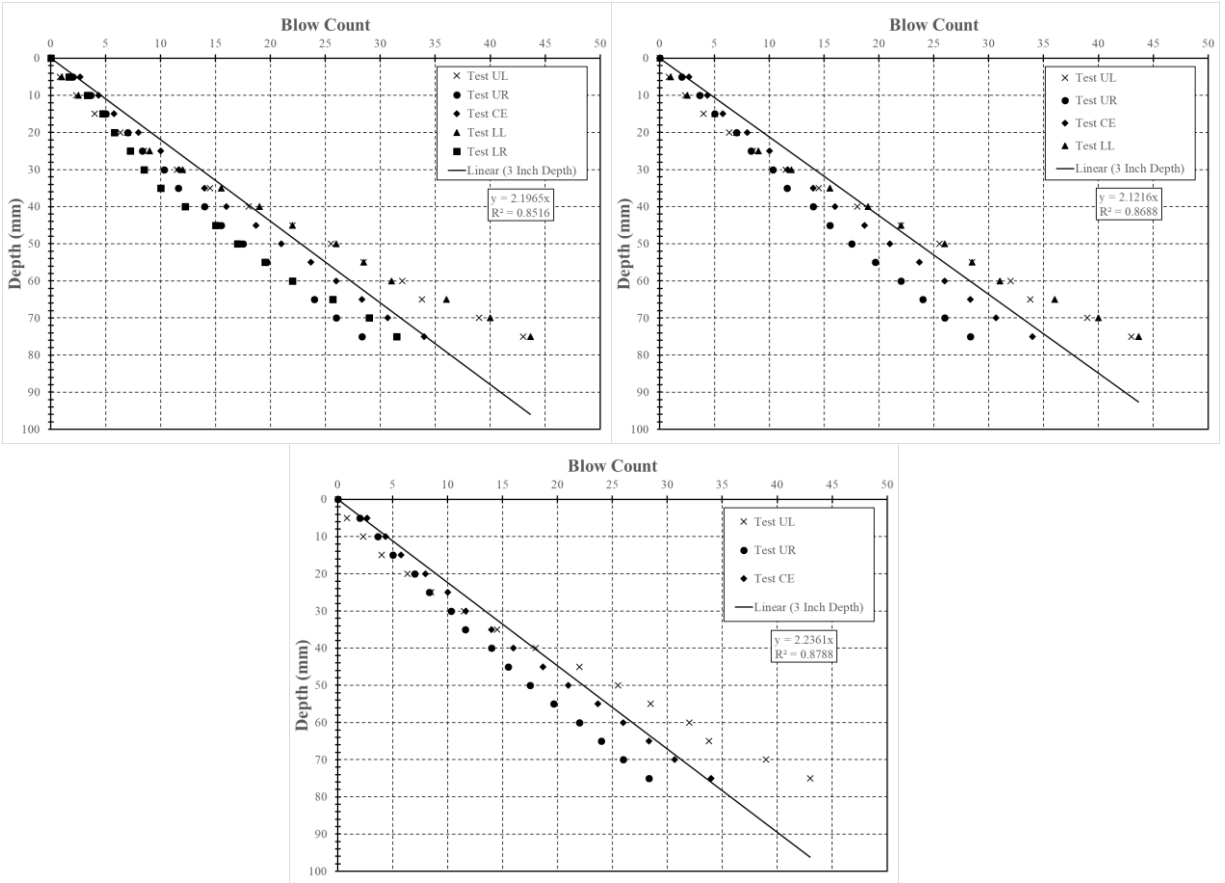 Blow Count
0 5 10 15 20 25 30 35 40 45 50
0
10
20
30
40
50
60
70
80
90
100
Depth (mm)
Test UL
Test UR
Test CE
Test LL
Test LR
Linear (3 Inch Depth)
y = 2.1965x
R² = 0.8516
Blow Count
0 5 10 15 20 25 30 35 40 45 50
0
10
20
30
40
50
60
70
80
90
100
Depth (mm)
Test UL
Test UR
Test CE
Test LL
Linear (3 Inch Depth)
y = 2.1216x
R² = 0.8688
Blow Count
0 5 10 15 20 25 30 35 40 45 50
0
10
20
30
40
50
60
70
80
90
100
Depth (mm)
Test UL
Test UR
Test CE
Linear (3 Inch Depth)
y = 2.2361x
R² = 0.8788